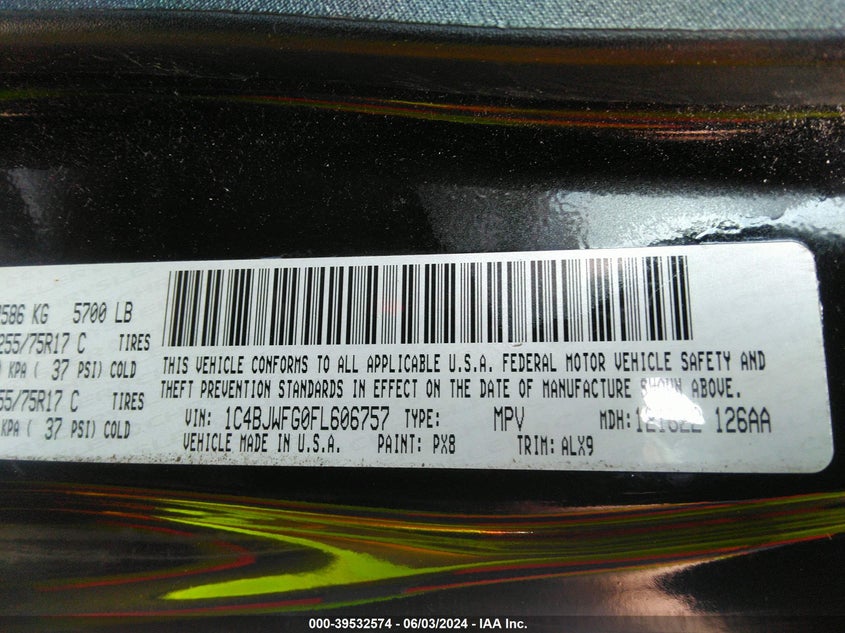 586 KG 5700 LB
255/75R17 C TIRES
KPA ( 37 PSI) COLD
55/75R17 C TIRES
KPA ( 37 PSI) COLD
THIS VEHICLE CONFORMS TO ALL APPLICABLE U.S.A. FEDERAL MOTOR VEHICLE SAFETY AND
THEFT PREVENTION STANDARDS IN EFFECT ON THE DATE OF MANUFACTURE SHOWN ABOVE.
VIN: 1C4BJWFG0FL606757 TYPE: MPV MDH: 126AA
VEHICLE MADE IN U.S.A. PAINT: PX8 TRIM: ALX9
000-39532574 - 06/03/2024 - IAA Inc.